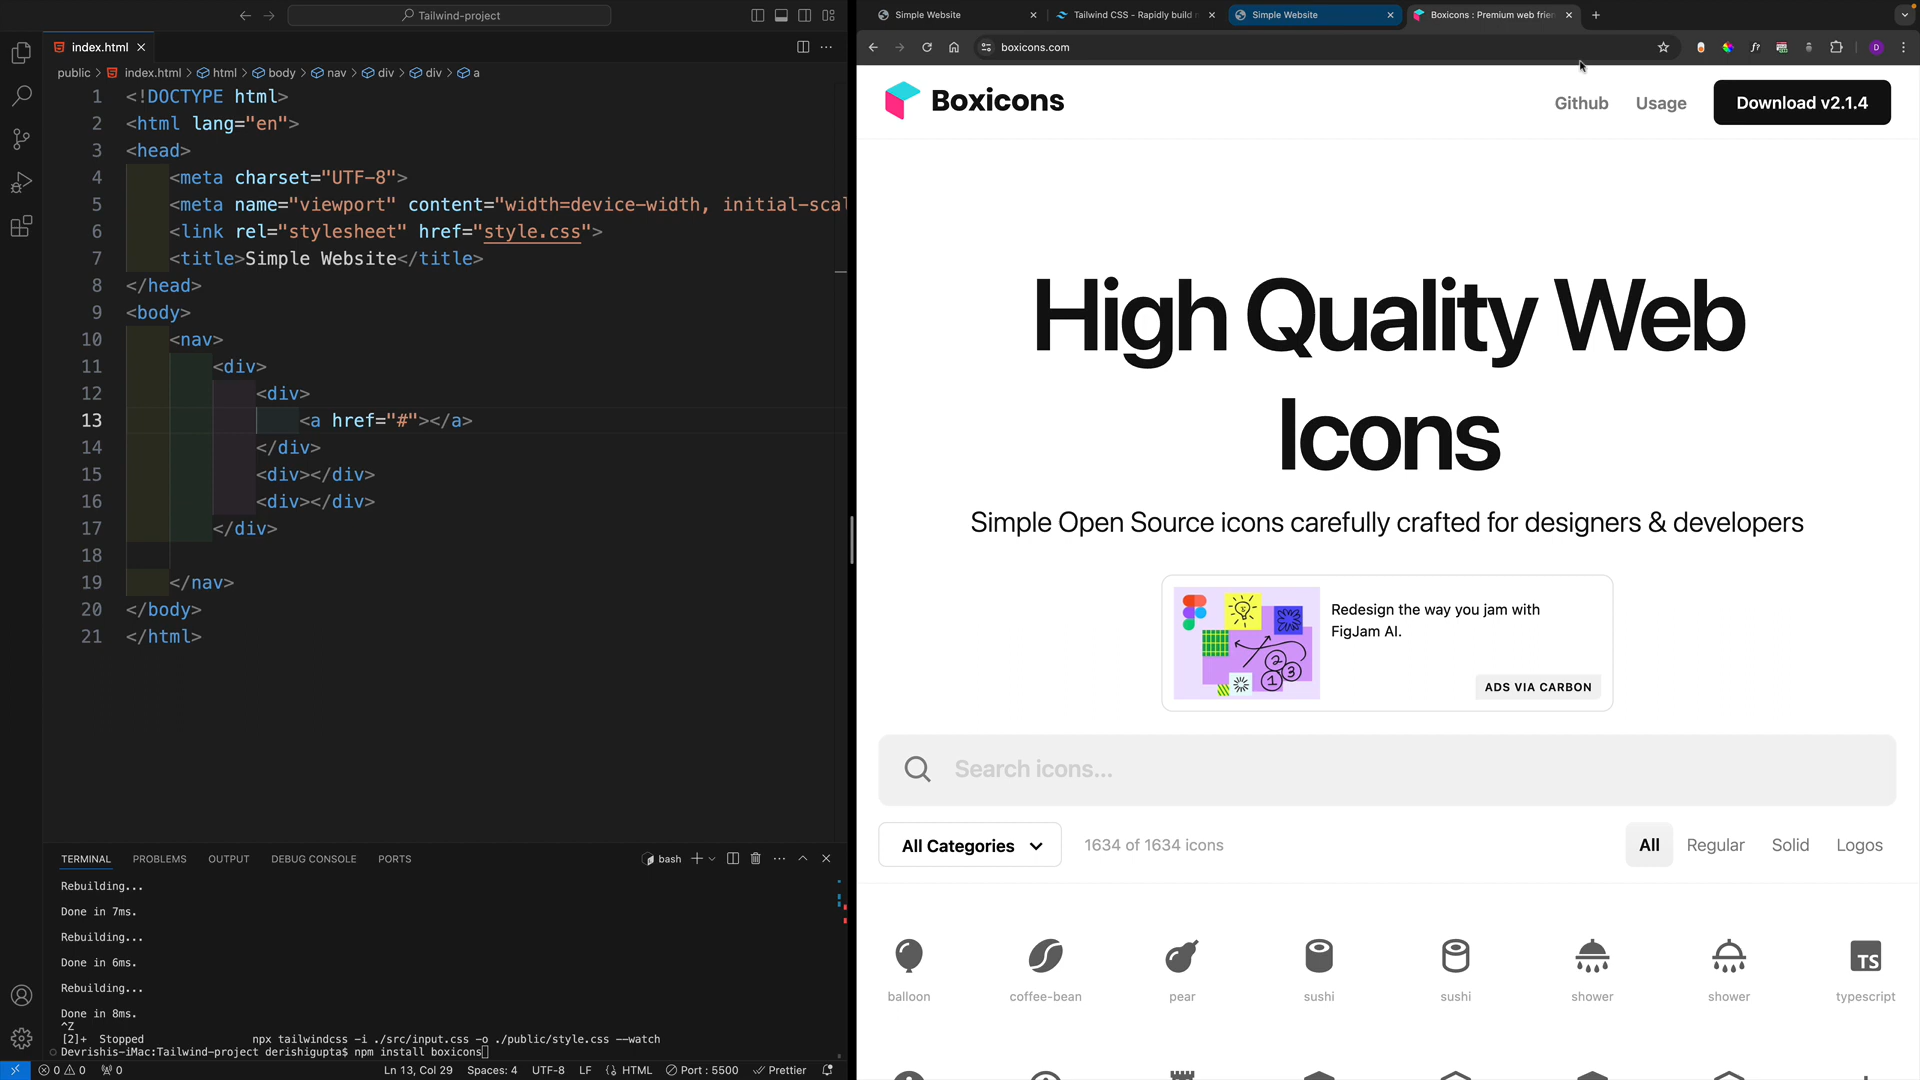 Tailwind-project
index.html
public > index.html > html > body > nav > div > div > a
1 <!DOCTYPE html>
2 <html lang="en">
3 <head>
4 <meta charset="UTF-8">
5 <meta name="viewport" content="width=device-width, initial-scal
6 <link rel="stylesheet" href="style.css">
7 <title>Simple Website</title>
8 </head>
9 <body>
10 <nav>
11 <div>
12 <div>
13 <a href="#"></a>
14 </div>
15 <div></div>
16 <div></div>
17 </div>
18
19 </nav>
20 </body>
21 </html>
TERMINAL PROBLEMS OUTPUT DEBUG CONSOLE PORTS bash
Rebuilding...
Done in 7ms.
Rebuilding...
Done in 6ms.
Rebuilding...
Done in 8ms.
^Z
[2]+ Stopped npx tailwindcss -i ./src/input.css -o ./public/style.css --watch
Devrishis-iMac:Tailwind-project derishigupta$ npm install boxicons
0 0 0 Ln 13, Col 29 Spaces: 4 UTF-8 LF HTML Port : 5500 Prettier
Simple Website Tailwind CSS - Rapidly build Simple Website Boxicons : Premium web frien
boxicons.com
D
Boxicons
Github Usage Download v2.1.4
High Quality Web
Icons
Simple Open Source icons carefully crafted for designers & developers
Redesign the way you jam with
FigJam AI.
ADS VIA CARBON
Search icons...
All Categories 1634 of 1634 icons All Regular Solid Logos
TS
balloon coffee-bean pear sushi sushi shower shower typescript